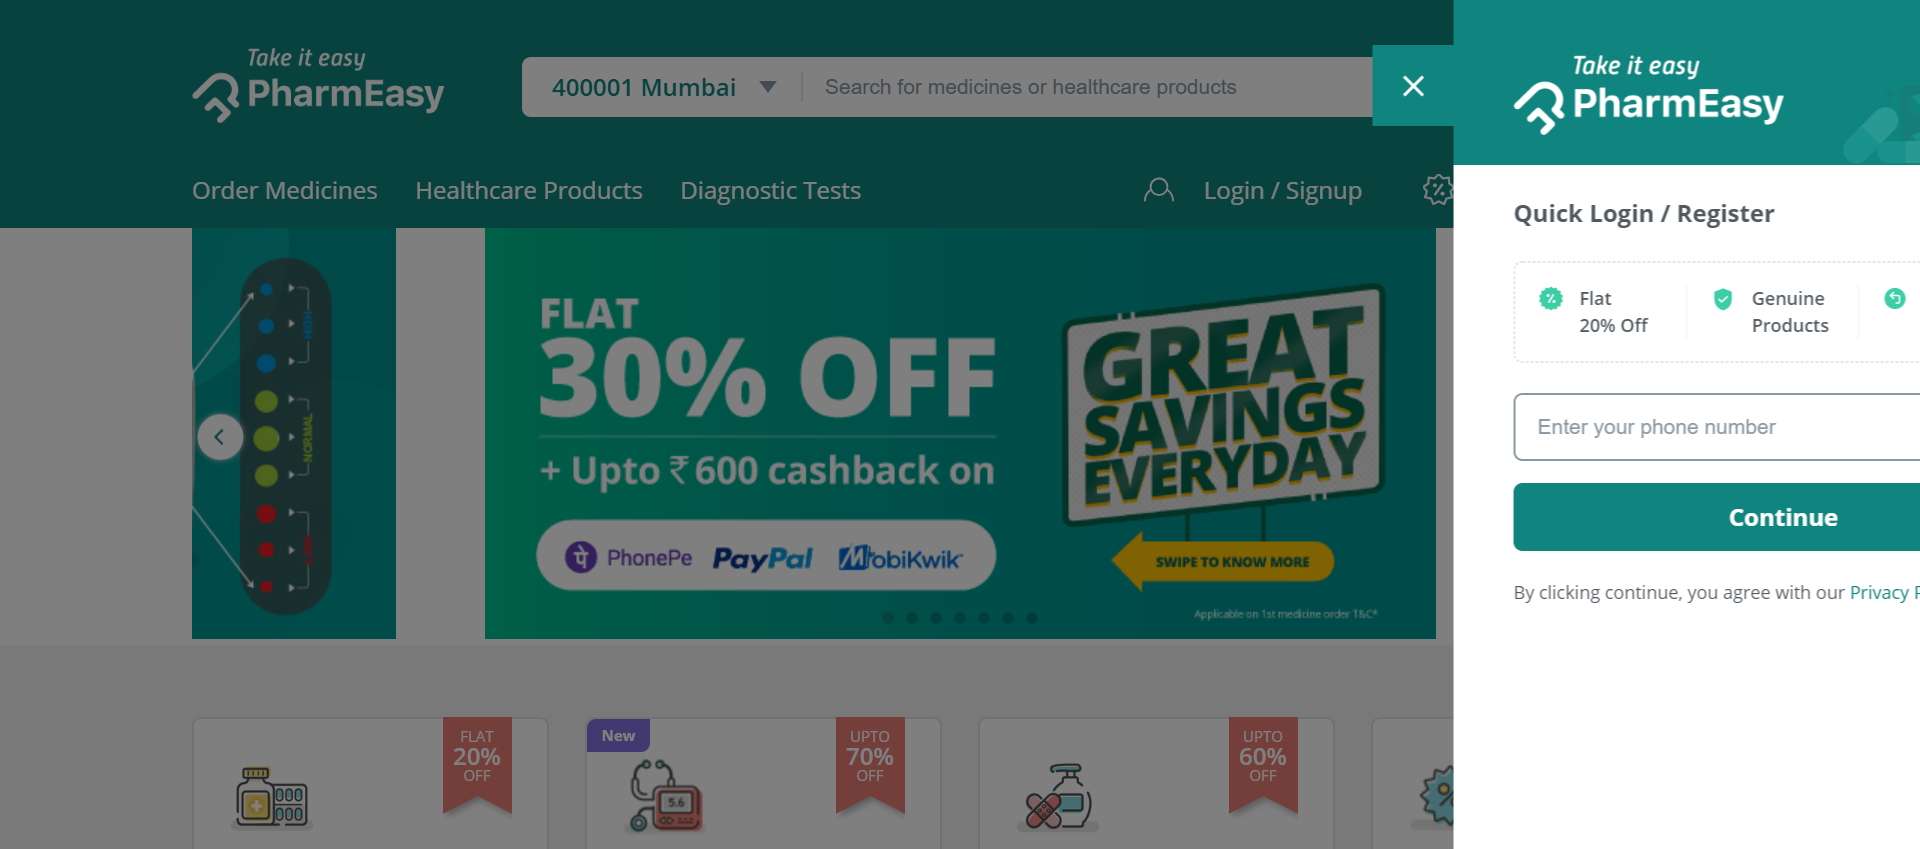 Take it easy
PharmEasy
400001 Mumbai
Search for medicines or healthcare products
Order Medicines
Healthcare Products
Diagnostic Tests
Login / Signup
HIGH
NORMAL
LOW
FLAT
30% OFF
+ Upto ₹600 cashback on
PhonePe
PayPal
MobiKwik
GREAT
SAVINGS
EVERYDAY
SWIPE TO KNOW MORE
Applicable on 1st medicine order T&C*
FLAT
20%
OFF
New
UPTO
70%
OFF
5.6
UPTO
60%
OFF
Take it easy
PharmEasy
Quick Login / Register
Flat
20% Off
Genuine
Products
Enter your phone number
Continue
By clicking continue, you agree with our Privacy